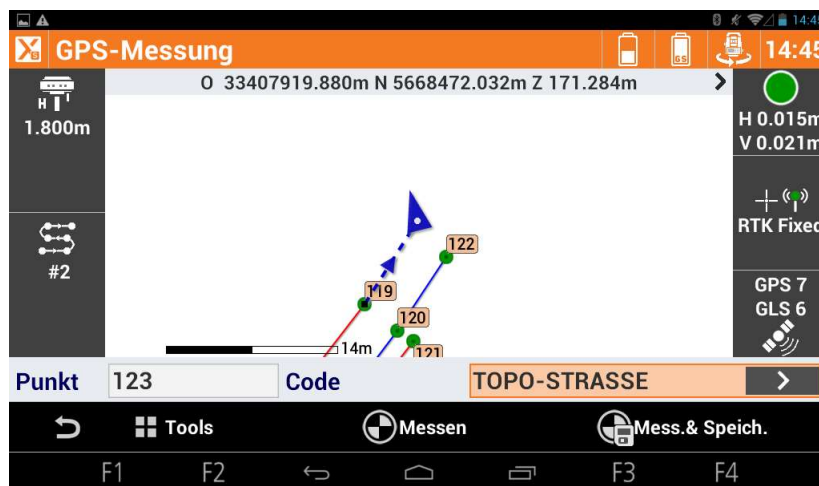 14:45
GPS-Messung
GS
14:45
O 33407919.880m N 5668472.032m Z 171.284m
H
1.800m
H 0.015m
V 0.021m
RTK Fixed
#2
122
119
120
121
14m
GPS 7
GLS 6
Punkt 123 Code TOPO-STRASSE
Tools Messen Mess.& Speich.
F1 F2 F3 F4